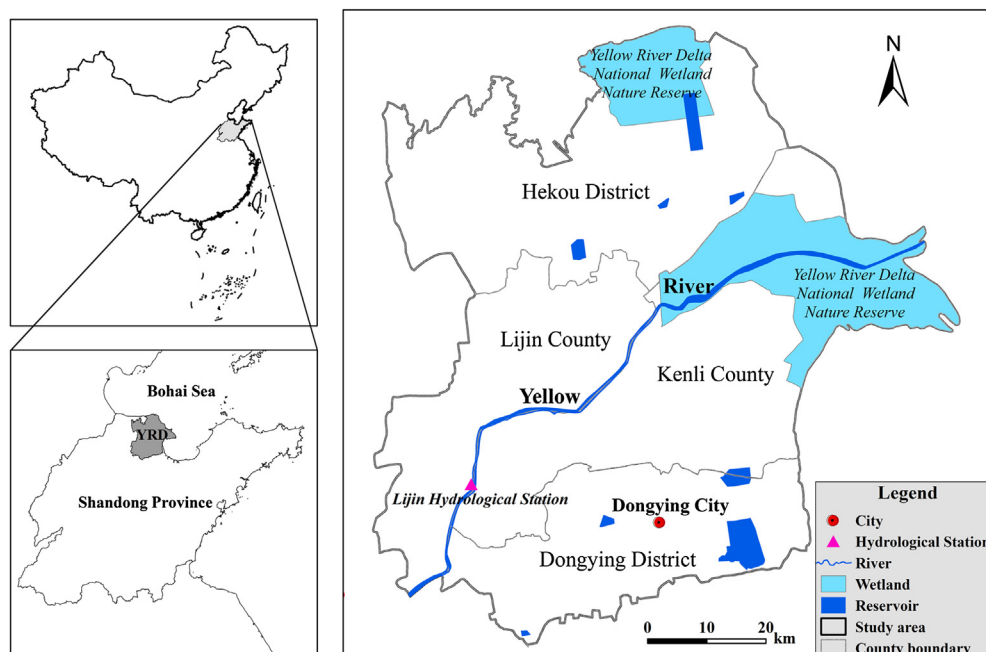 Bohai Sea
YRD
Shandong Province
Yellow River Delta
National Wetland
Nature Reserve
N
Hekou District
River
Yellow River Delta
National Wetland
Nature Reserve
Lijin County
Kenli County
Yellow
Lijin Hydrological Station
Dongying City
Dongying District
0 10 20
km
Legend
City
Hydrological Station
River
Wetland
Reservoir
Study area
County boundary